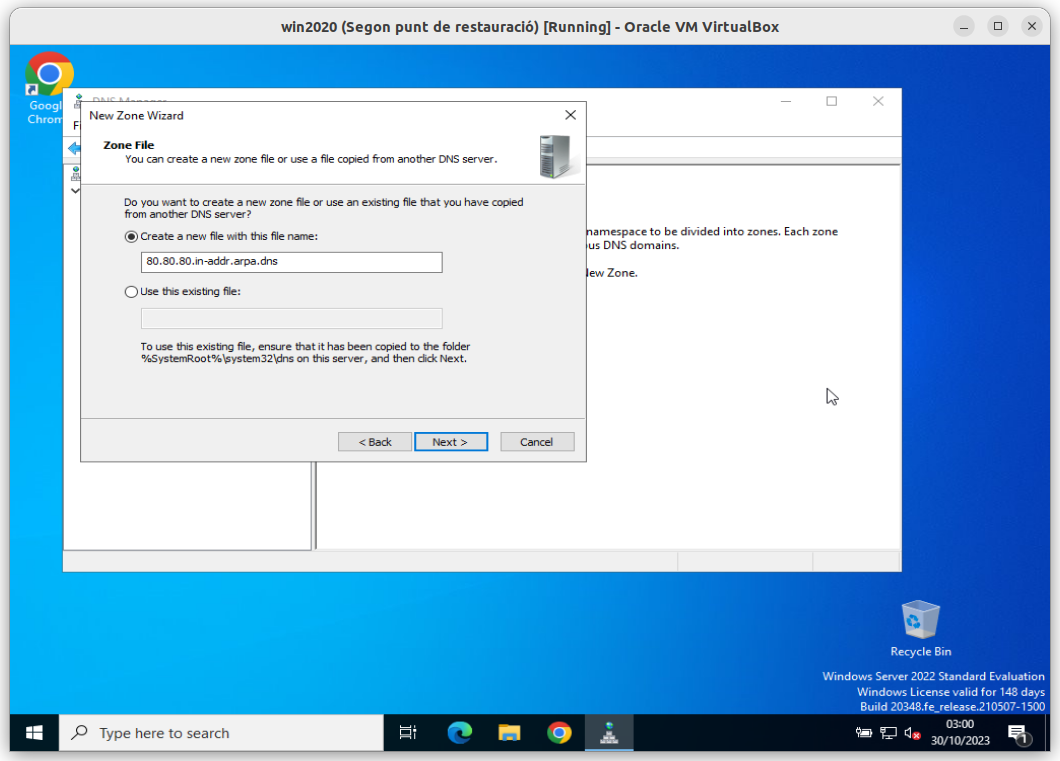 win2020 (Segon punt de restauració) [Running] - Oracle VM VirtualBox
Chrom
New Zone Wizard
Zone File
You can create a new zone file or use a file copied from another DNS server.
Do you want to create a new zone file or use an existing file that you have copied
from another DNS server?
Create a new file with this file name:
80.80.80.in-addr.arpa.dns
Use this existing file:
To use this existing file, ensure that it has been copied to the folder
%SystemRoot%\system32\dns on this server, and then click Next.
< Back
Next >
Cancel
namespace to be divided into zones. Each zone
us DNS domains.
New Zone.
Recycle Bin
Windows Server 2022 Standard Evaluation
Windows License valid for 148 days
Build 20348.fe_release.210507-1500
Type here to search
03:00
30/10/2023
1